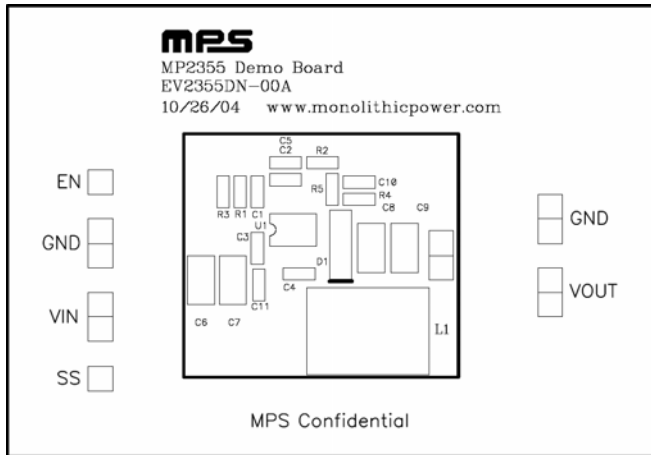 mps
MP2355 Demo Board
EV2355DN-00A
10/26/04 www.monolithicpower.com
C5
C2 R2
EN
R5 C10
R4
R3 R1 C1 C8 C9
U1
GND
GND
C3
D1
C4
VOUT
C11
VIN
C6 C7
L1
SS
MPS Confidential